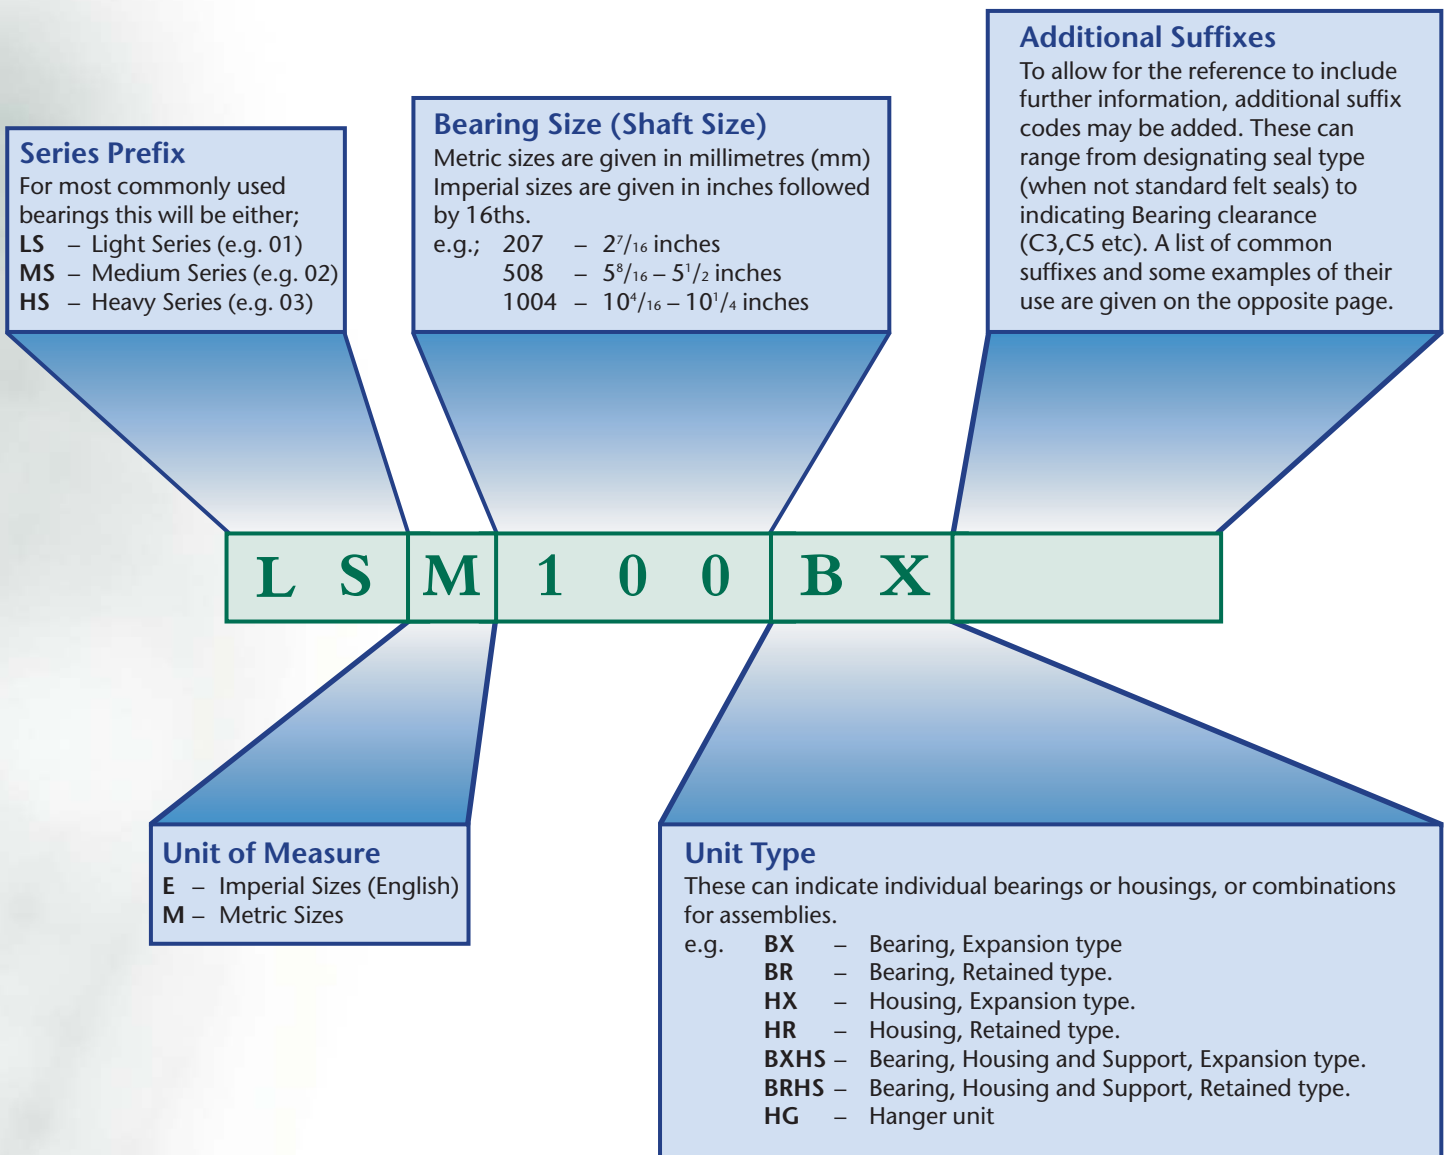 Additional Suffixes
To allow for the reference to include
further information, additional suffix
codes may be added. These can
range from designating seal type
(when not standard felt seals) to
indicating Bearing clearance
(C3,C5 etc). A list of common
suffixes and some examples of their
use are given on the opposite page.
Bearing Size (Shaft Size)
Metric sizes are given in millimetres (mm)
Imperial sizes are given in inches followed
by 16ths.
e.g.; 207 – 2⁷/₁₆ inches
508 – 5⁸/₁₆ – 5¹/₂ inches
1004 – 10⁴/₁₆ – 10¹/₄ inches
Series Prefix
For most commonly used
bearings this will be either;
LS – Light Series (e.g. 01)
MS – Medium Series (e.g. 02)
HS – Heavy Series (e.g. 03)
L S M 1 0 0 B X
Unit of Measure
E – Imperial Sizes (English)
M – Metric Sizes
Unit Type
These can indicate individual bearings or housings, or combinations
for assemblies.
e.g. BX – Bearing, Expansion type
BR – Bearing, Retained type.
HX – Housing, Expansion type.
HR – Housing, Retained type.
BXHS – Bearing, Housing and Support, Expansion type.
BRHS – Bearing, Housing and Support, Retained type.
HG – Hanger unit